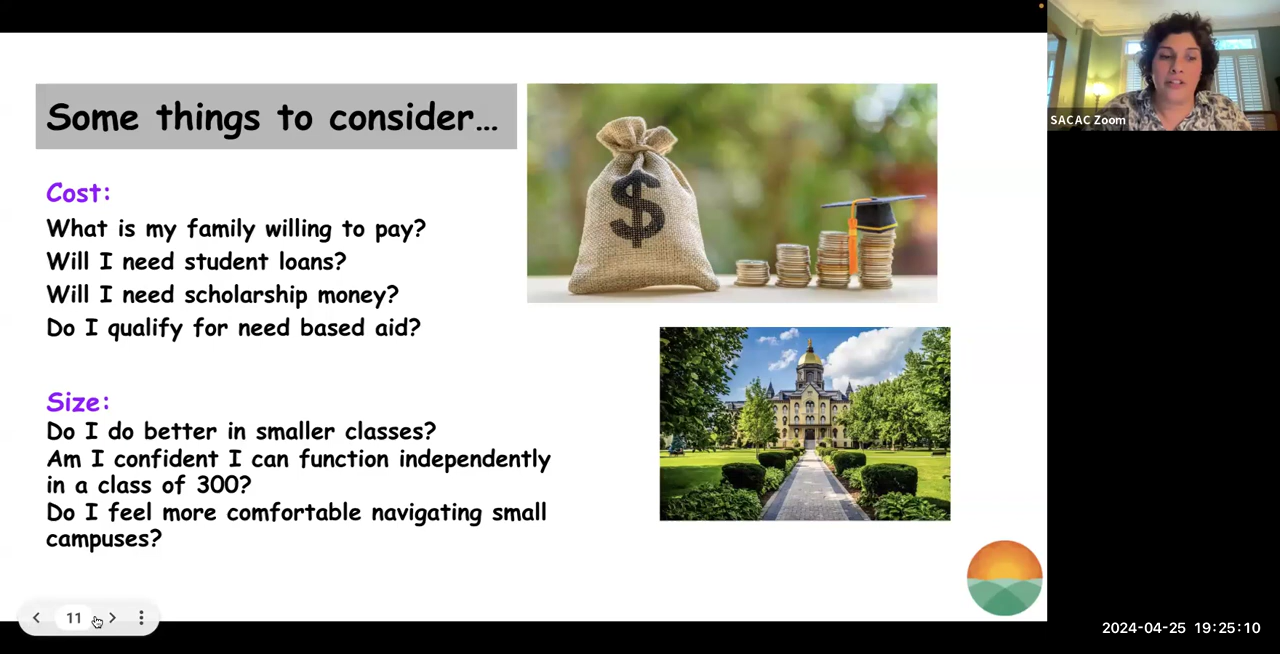 Some things to consider...
Cost:
What is my family willing to pay?
Will I need student loans?
Will I need scholarship money?
Do I qualify for need based aid?
Size:
Do I do better in smaller classes?
Am I confident I can function independently
in a class of 300?
Do I feel more comfortable navigating small
campuses?
$
SACAC Zoom
11
2024-04-25 19:25:10